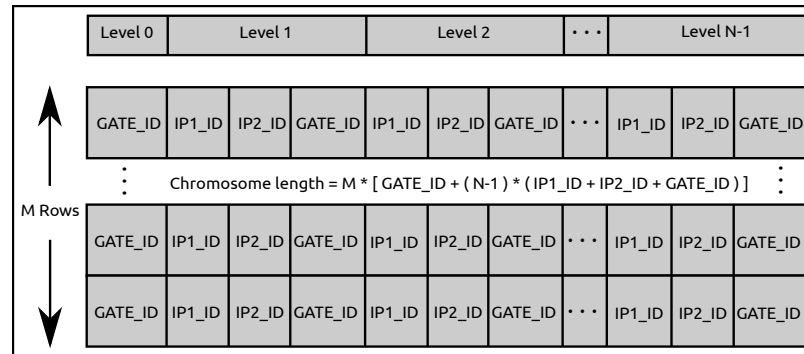 Level 0 Level 1 Level 2 ··· Level N-1
GATE_ID IP1_ID IP2_ID GATE_ID IP1_ID IP2_ID GATE_ID ··· IP1_ID IP2_ID GATE_ID
Chromosome length = M * [ GATE_ID + ( N-1 ) * ( IP1_ID + IP2_ID + GATE_ID ) ]
M Rows
GATE_ID IP1_ID IP2_ID GATE_ID IP1_ID IP2_ID GATE_ID ··· IP1_ID IP2_ID GATE_ID
GATE_ID IP1_ID IP2_ID GATE_ID IP1_ID IP2_ID GATE_ID ··· IP1_ID IP2_ID GATE_ID